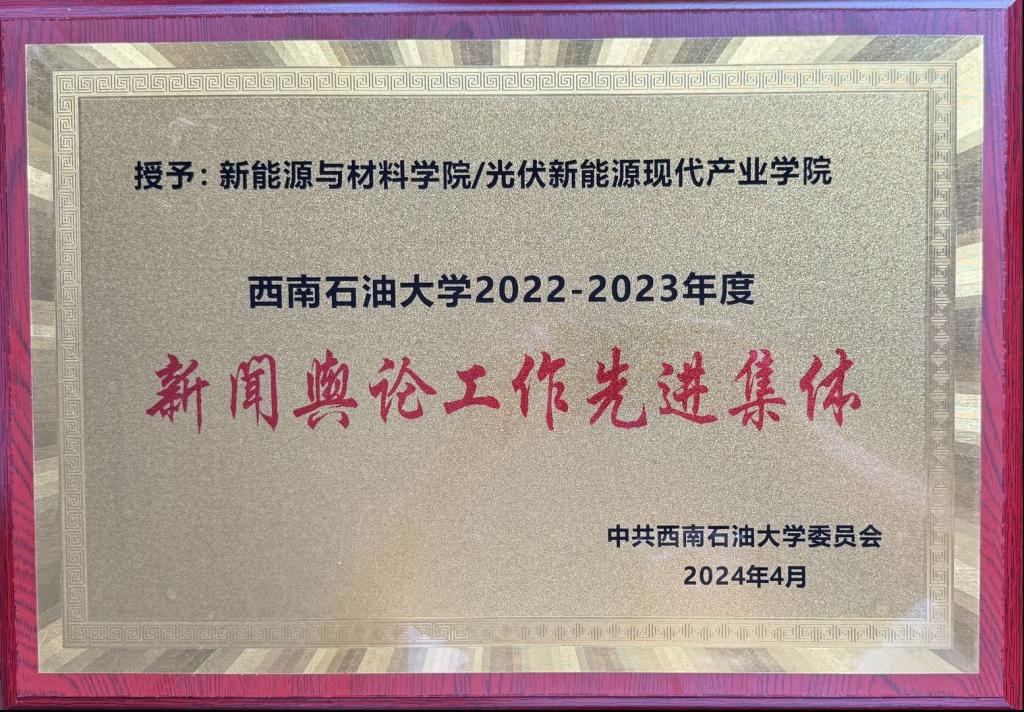 授予：新能源与材料学院/光伏新能源现代产业学院
西南石油大学2022-2023年度
新闻舆论工作先进集体
中共西南石油大学委员会
2024年4月